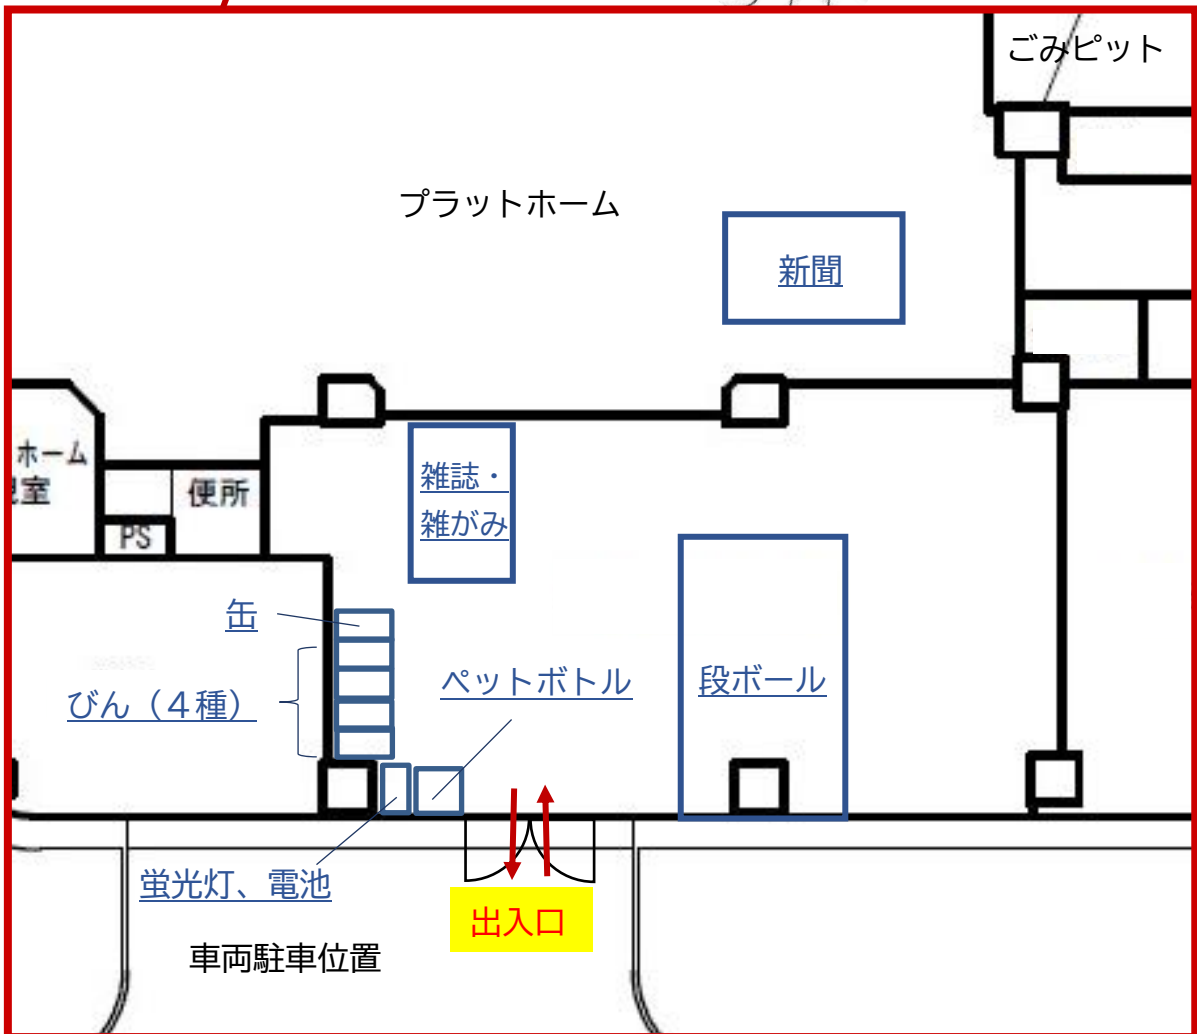 ごみピット
プラットホーム
新聞
ホーム
室
便所
PS
雑誌・
雑がみ
缶
びん（４種）
ペットボトル
段ボール
蛍光灯、電池
出入口
車両駐車位置